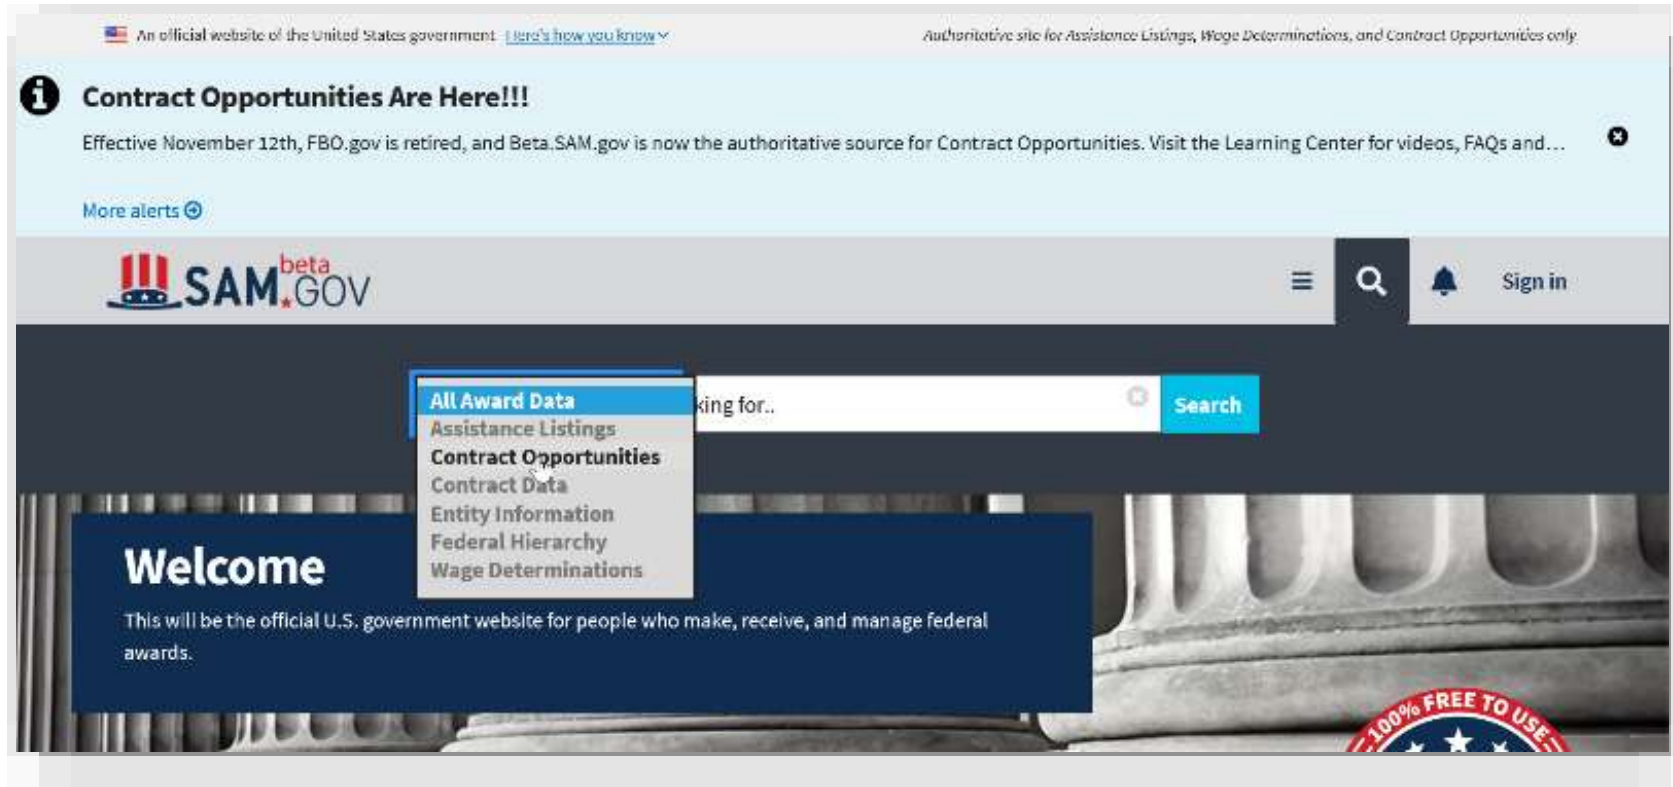 An official website of the United States government Here's how you know
Authoritative site for Assistance Listings, Wage Determinations, and Contract Opportunities only
Contract Opportunities Are Here!!!
Effective November 12th, FBO.gov is retired, and Beta.SAM.gov is now the authoritative source for Contract Opportunities. Visit the Learning Center for videos, FAQs and...
More alerts
SAM.GOV beta
Sign in
All Award Data
king for..
Search
Assistance Listings
Contract Opportunities
Contract Data
Entity Information
Federal Hierarchy
Wage Determinations
Welcome
This will be the official U.S. government website for people who make, receive, and manage federal
awards.
100% FREE TO USE